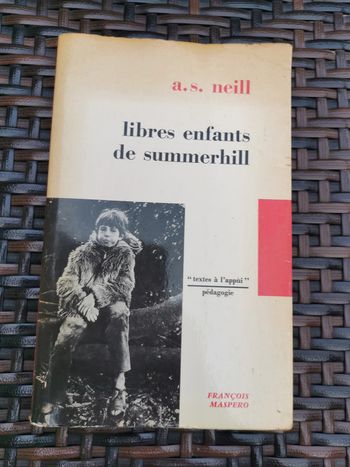 a.s. neill
libres enfants
de summerhill
"textes à l'appui"
pédagogie
FRANÇOIS
MASPERO